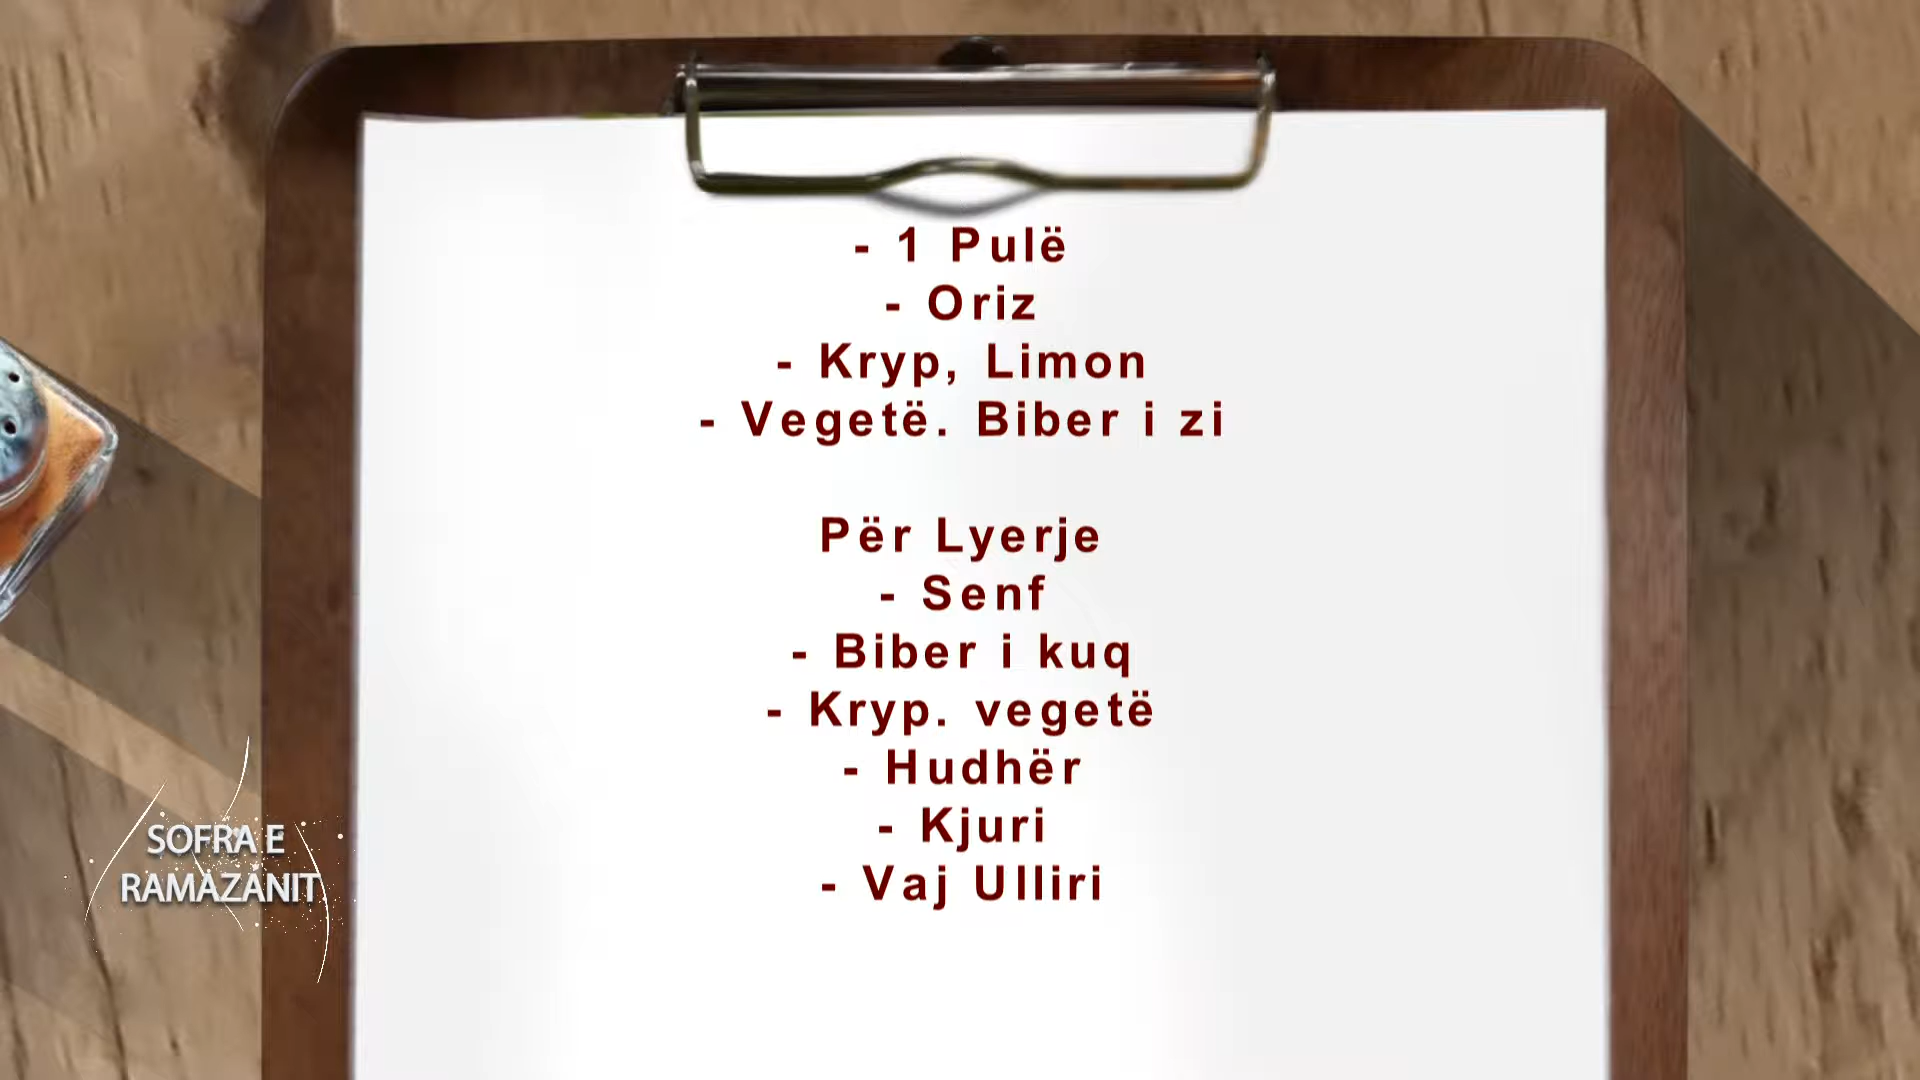 - 1 Pulë
- Oriz
- Kryp, Limon
- Vegetë. Biber i zi
Për Lyerje
- Senf
- Biber i kuq
- Kryp. vegetë
- Hudhër
- Kjuri
- Vaj Ulliri
SOFRA E
RAMAZANIT